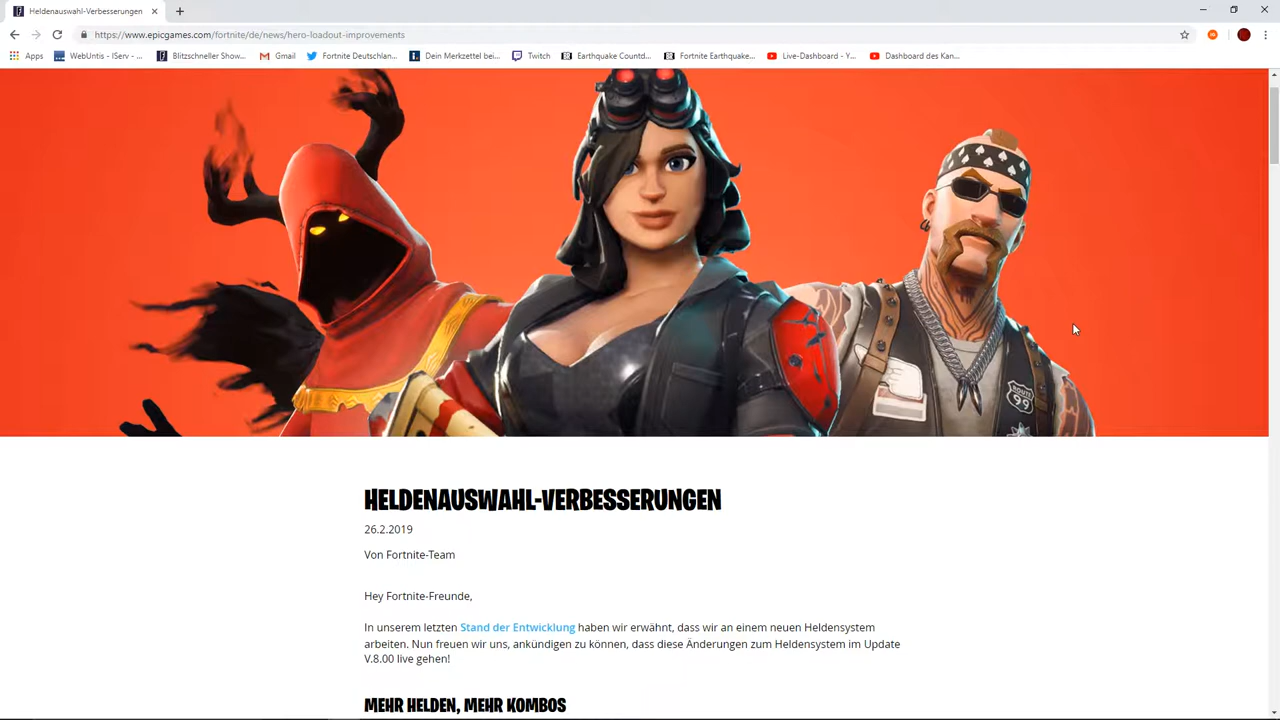 Heldenauswahl-Verbesserungen
https://www.epicgames.com/fortnite/de/news/hero-loadout-improvements
Apps WebUntis - IServ - ... Blitzschneller Show... Gmail Fortnite Deutschlan... Dein Merkzettel bei... Twitch Earthquake Countd... Fortnite Earthquake... Live-Dashboard - Y... Dashboard des Kan...
ROUTE
99
HELDENAUSWAHL-VERBESSERUNGEN
26.2.2019
Von Fortnite-Team
Hey Fortnite-Freunde,
In unserem letzten Stand der Entwicklung haben wir erwähnt, dass wir an einem neuen Heldensystem
arbeiten. Nun freuen wir uns, ankündigen zu können, dass diese Änderungen zum Heldensystem im Update
V.8.00 live gehen!
MEHR HELDEN, MEHR KOMBOS